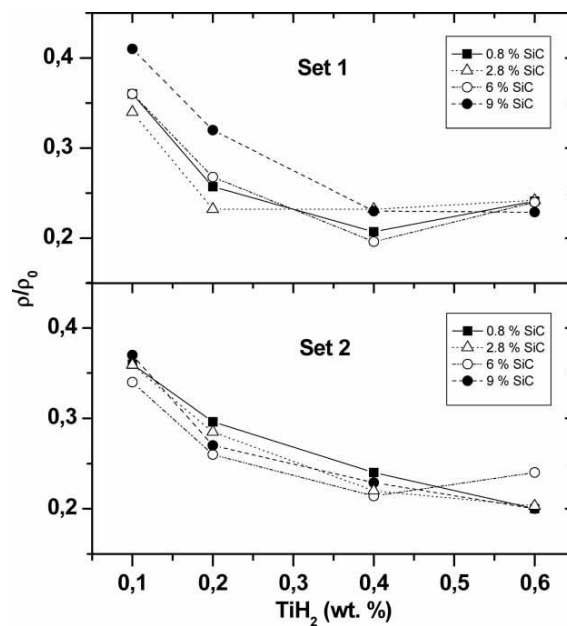 Set 1
0.8 % SiC
2.8 % SiC
6 % SiC
9 % SiC
0,4
0,3
0,2
ρ/ρ0
Set 2
0.8 % SiC
2.8 % SiC
6 % SiC
9 % SiC
0,4
0,3
0,2
0,1 0,2 0,3 0,4 0,5 0,6
TiH2 (wt. %)